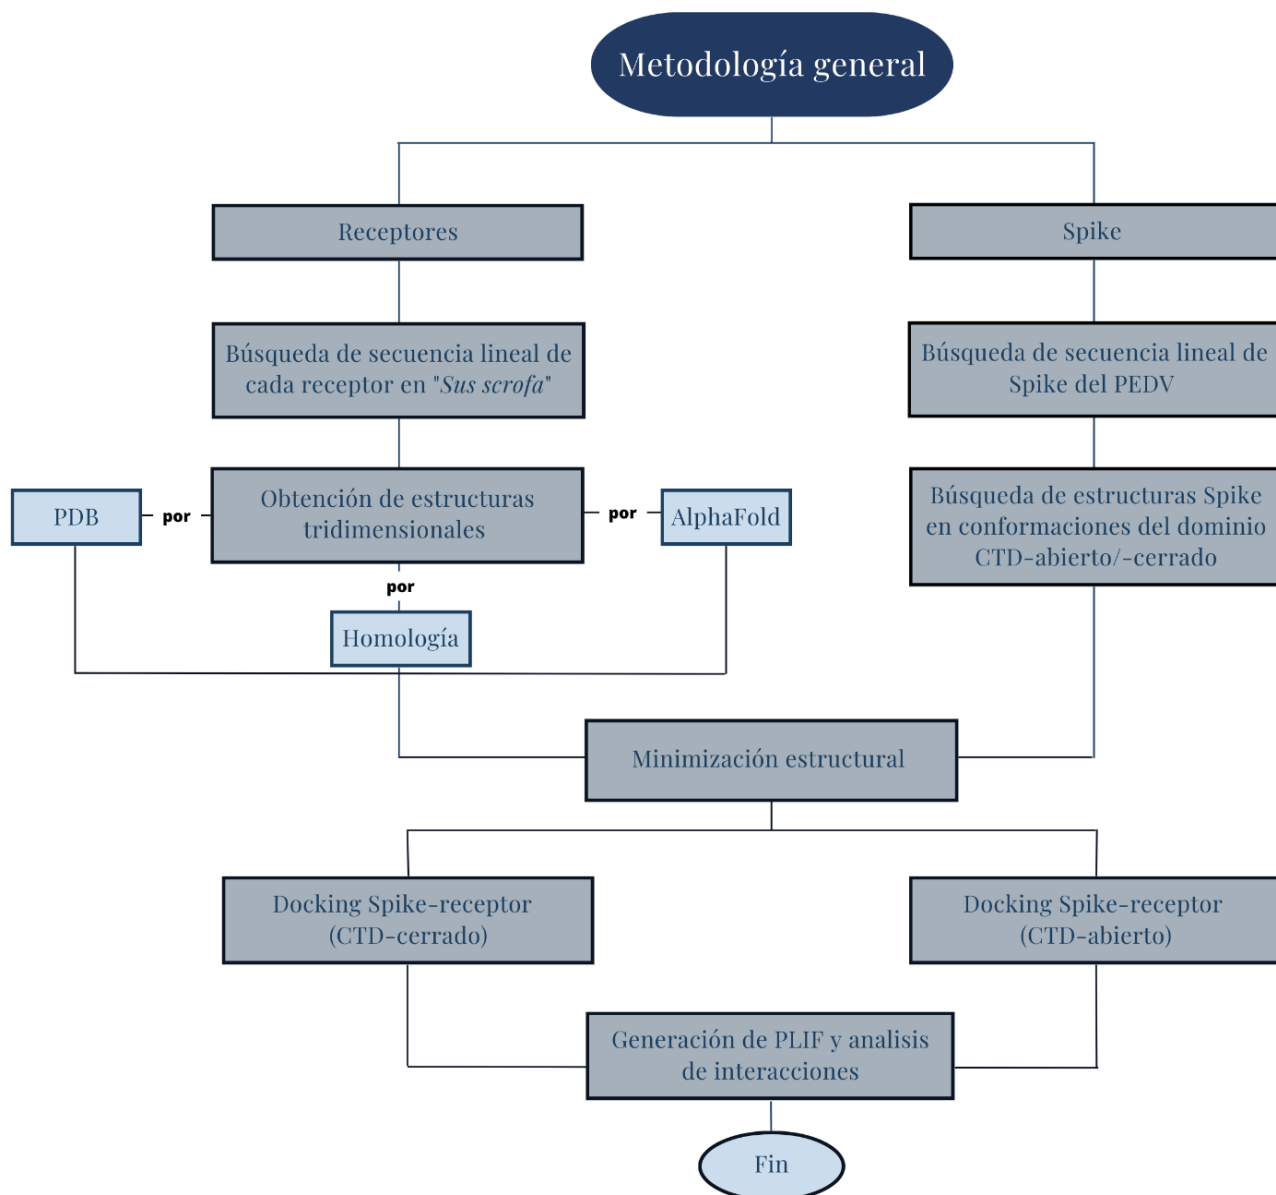 Metodología general
Receptores
Spike
Búsqueda de secuencia lineal de
cada receptor en "Sus scrofa"
Búsqueda de secuencia lineal de
Spike del PEDV
PDB
por
Obtención de estructuras
tridimensionales
por
AlphaFold
Búsqueda de estructuras Spike
en conformaciones del dominio
CTD-abierto/-cerrado
por
Homología
Minimización estructural
Docking Spike-receptor
(CTD-cerrado)
Docking Spike-receptor
(CTD-abierto)
Generación de PLIF y analisis
de interacciones
Fin